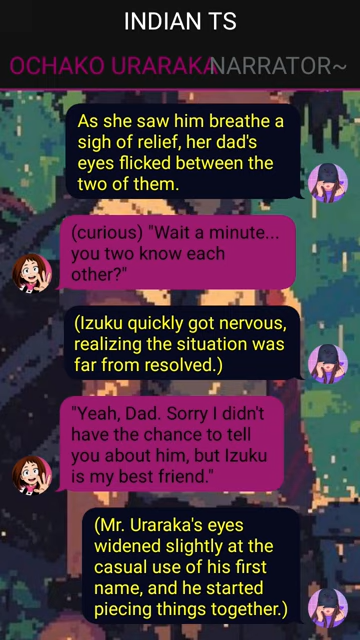 INDIAN TS
OCHAKO URARAKA NARRATOR~
As she saw him breathe a
sigh of relief, her dad's
eyes flicked between the
two of them.
(curious) "Wait a minute...
you two know each
other?"
(Izuku quickly got nervous,
realizing the situation was
far from resolved.)
"Yeah, Dad. Sorry I didn't
have the chance to tell
you about him, but Izuku
is my best friend."
(Mr. Uraraka's eyes
widened slightly at the
casual use of his first
name, and he started
piecing things together.)